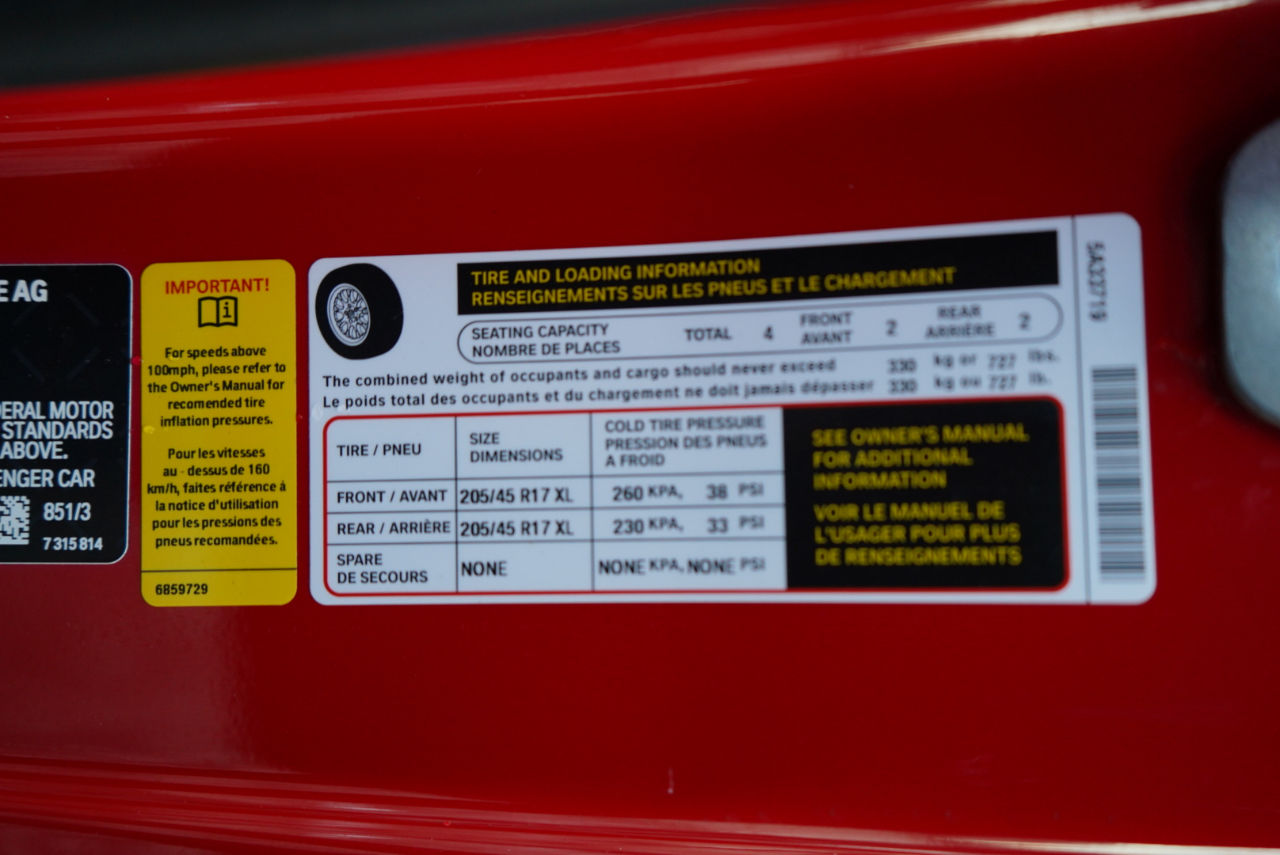 E AG
DERAL MOTOR
STANDARDS
ABOVE.
ENGER CAR
851/3
7315814
IMPORTANT!
For speeds above
100mph, please refer to
the Owner's Manual for
recomended tire
inflation pressures.
Pour les vitesses
au - dessus de 160
km/h, faites référence à
la notice d'utilisation
pour les pressions des
pneus recomandées.
6859729
TIRE AND LOADING INFORMATION
RENSEIGNEMENTS SUR LES PNEUS ET LE CHARGEMENT
SEATING CAPACITY
NOMBRE DE PLACES
TOTAL 4
FRONT
AVANT
2
REAR
ARRIÈRE
2
The combined weight of occupants and cargo should never exceed 330 kg or 727 lbs.
Le poids total des occupants et du chargement ne doit jamais dépasser 330 kg ou 727 lb.
TIRE / PNEU
SIZE
DIMENSIONS
COLD TIRE PRESSURE
PRESSION DES PNEUS
A FROID
FRONT / AVANT 205/45 R17 XL 260 KPA, 38 PSI
REAR / ARRIÈRE 205/45 R17 XL 230 KPA, 33 PSI
SPARE
DE SECOURS
NONE
NONE KPA, NONE PSI
SEE OWNER'S MANUAL
FOR ADDITIONAL
INFORMATION
VOIR LE MANUEL DE
L'USAGER POUR PLUS
DE RENSEIGNEMENTS
5A33719